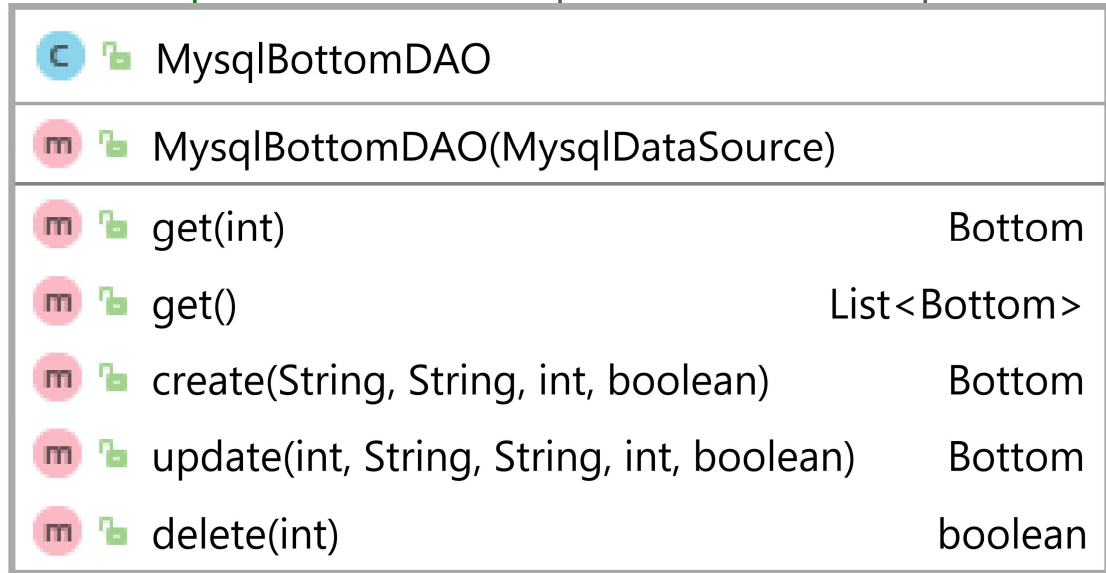 C MysqlBottomDAO
m MysqlBottomDAO(MysqlDataSource)
m get(int) Bottom
m get() List<Bottom>
m create(String, String, int, boolean) Bottom
m update(int, String, String, int, boolean) Bottom
m delete(int) boolean